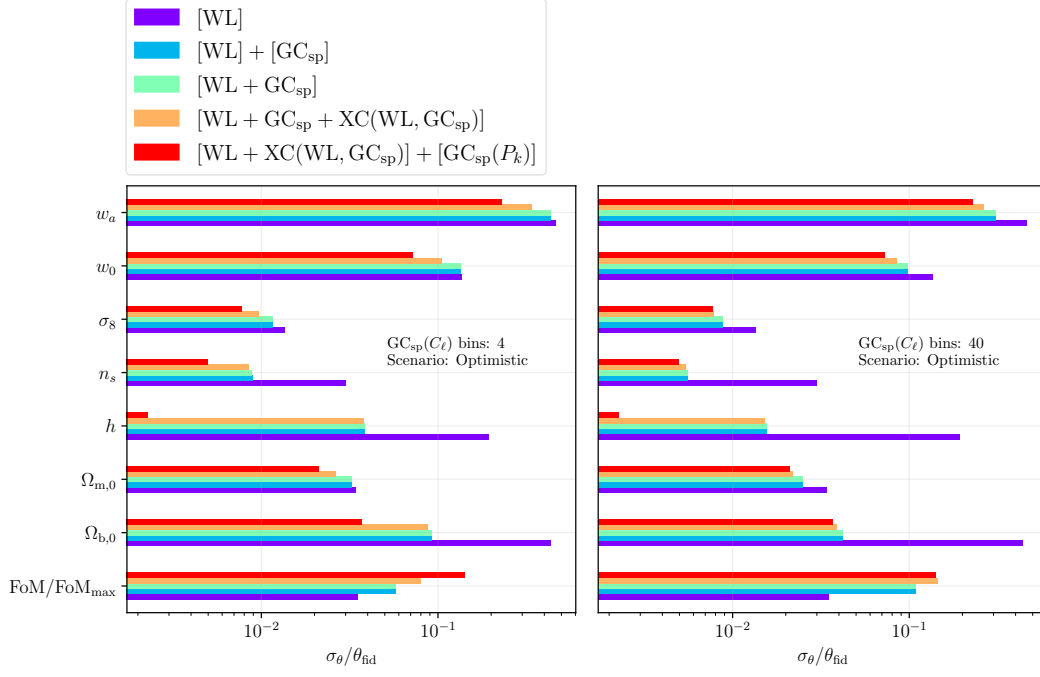 [WL]
[WL] + [GC_sp]
[WL + GC_sp]
[WL + GC_sp + XC(WL, GC_sp)]
[WL + XC(WL, GC_sp)] + [GC_sp(P_k)]
w_a
w_0
σ_8
n_s
h
Ω_m,0
Ω_b,0
FoM/FoM_max
GC_sp(C_ℓ) bins: 4
Scenario: Optimistic
10^−2
10^−1
σ_θ/θ_fid
GC_sp(C_ℓ) bins: 40
Scenario: Optimistic
10^−2
10^−1
σ_θ/θ_fid